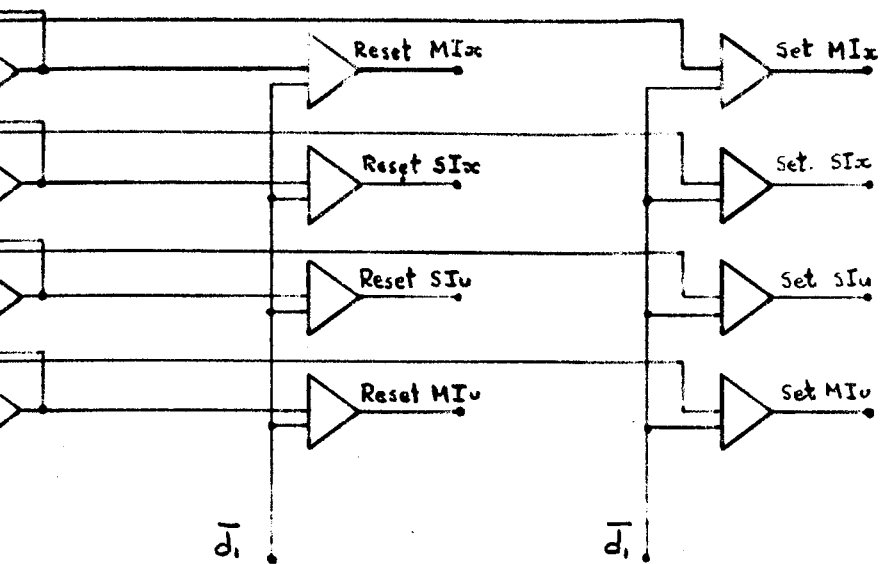 Reset MIx
Set MIx
Reset SIx
Set. SIx
Reset SIu
Set SIu
Reset MIu
Set MIu
d̅₁
d̅₁